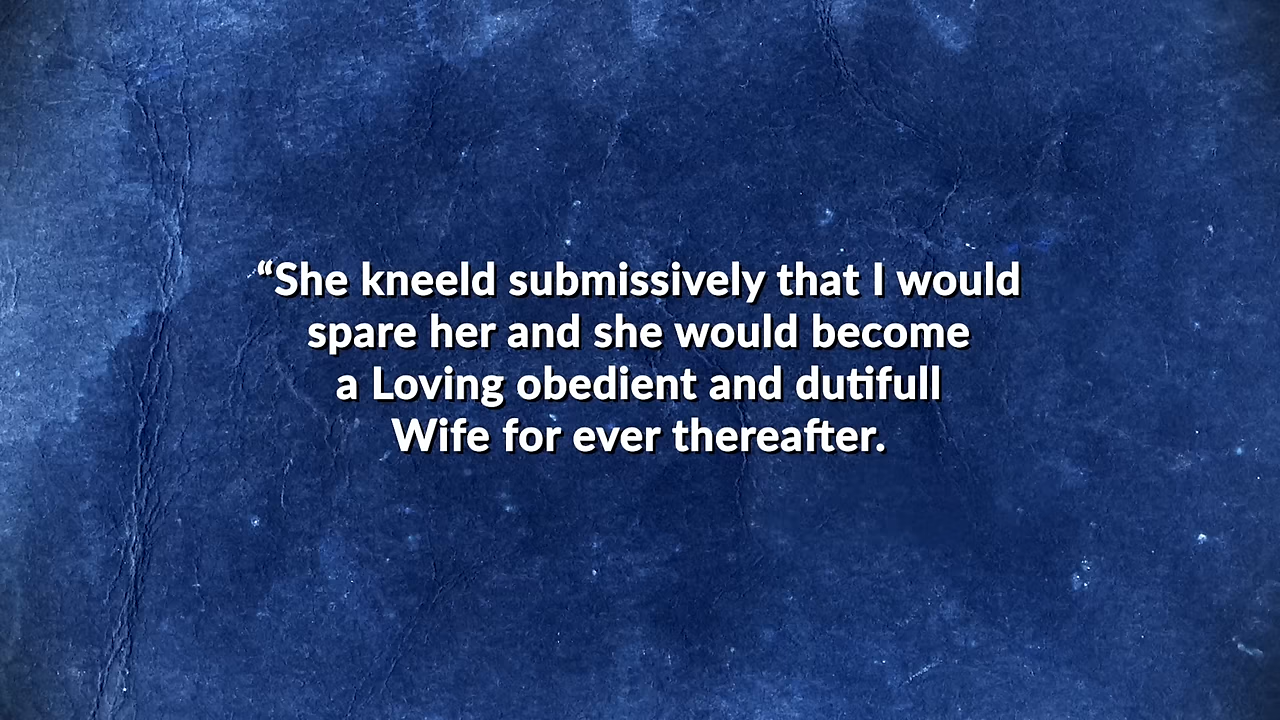 “She kneeld submissively that I would
spare her and she would become
a Loving obedient and dutifull
Wife for ever thereafter.